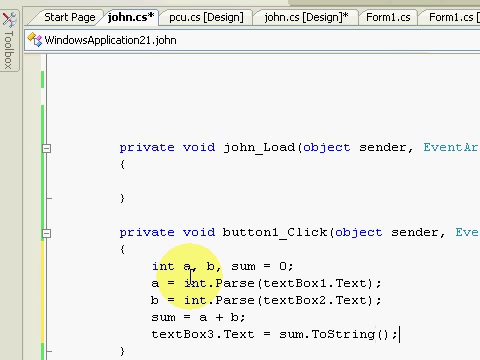 Start Page john.cs* pcu.cs [Design] john.cs [Design]* Form1.cs Form1.cs [Design]
Toolbox
WindowsApplication21.john
private void john_Load(object sender, EventAr
{
}
private void button1_Click(object sender, Eve
{
int a, b, sum = 0;
a = int.Parse(textBox1.Text);
b = int.Parse(textBox2.Text);
sum = a + b;
textBox3.Text = sum.ToString();
}